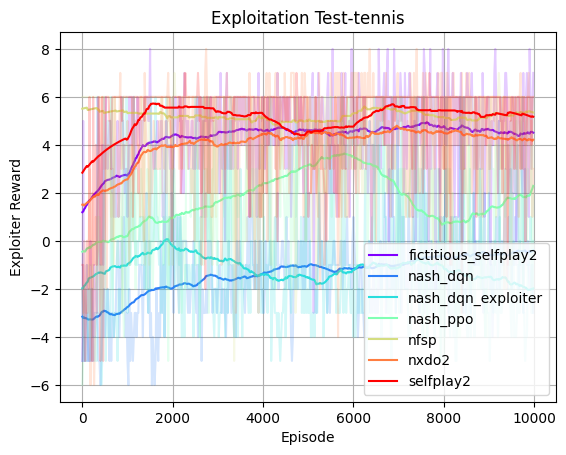 Exploitation Test-tennis
Exploiter Reward
8
6
4
2
0
−2
−4
−6
fictitious_selfplay2
nash_dqn
nash_dqn_exploiter
nash_ppo
nfsp
nxdo2
selfplay2
0
2000
4000
6000
8000
10000
Episode